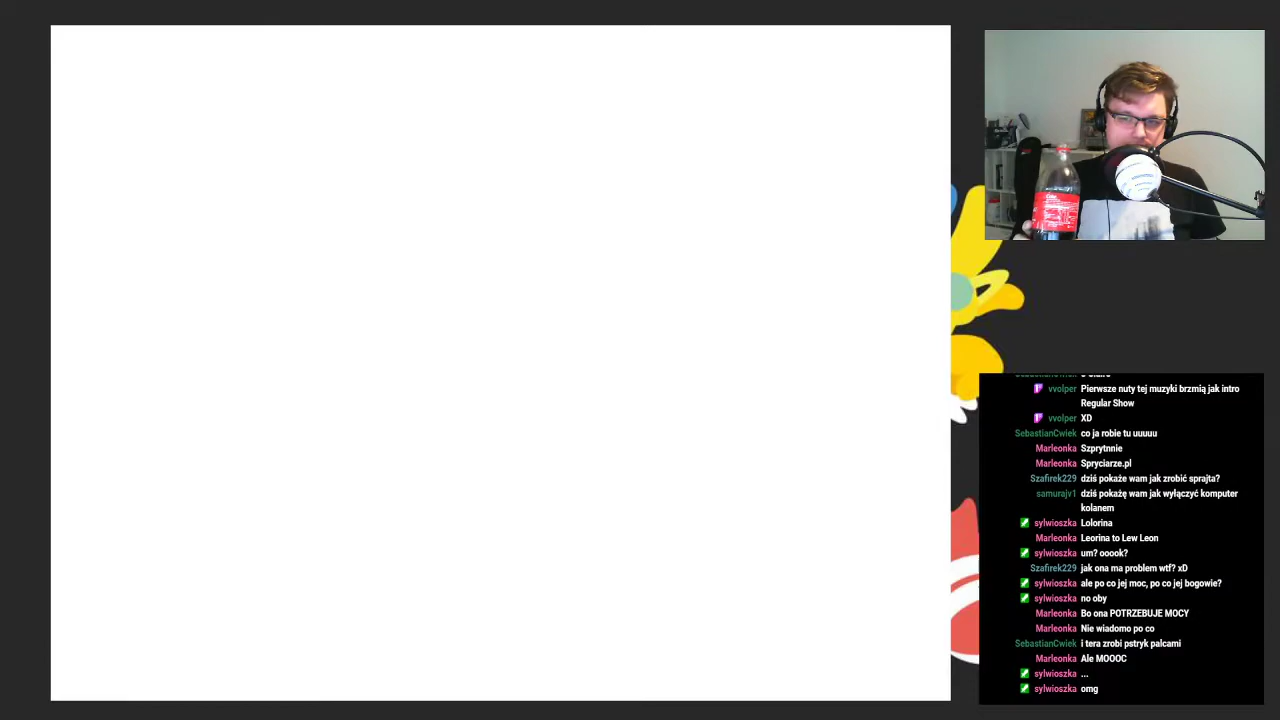 vvolper Pierwsze nuty tej muzyki brzmią jak intro
Regular Show
vvolper XD
SebastianCwiek co ja robie tu uuuuu
Marleonka Szprytnnie
Marleonka Spryciarze.pl
Szafirek229 dziś pokaże wam jak zrobić sprajta?
samurajv1 dziś pokażę wam jak wyłączyć komputer
kolanem
sylwioszka Lolorina
Marleonka Leorina to Lew Leon
sylwioszka um? ooook?
Szafirek229 jak ona ma problem wtf? xD
sylwioszka ale po co jej moc, po co jej bogowie?
sylwioszka no oby
Marleonka Bo ona POTRZEBUJE MOCY
Marleonka Nie wiadomo po co
SebastianCwiek i tera zrobi pstryk palcami
Marleonka Ale MOOOC
sylwioszka ...
sylwioszka omg